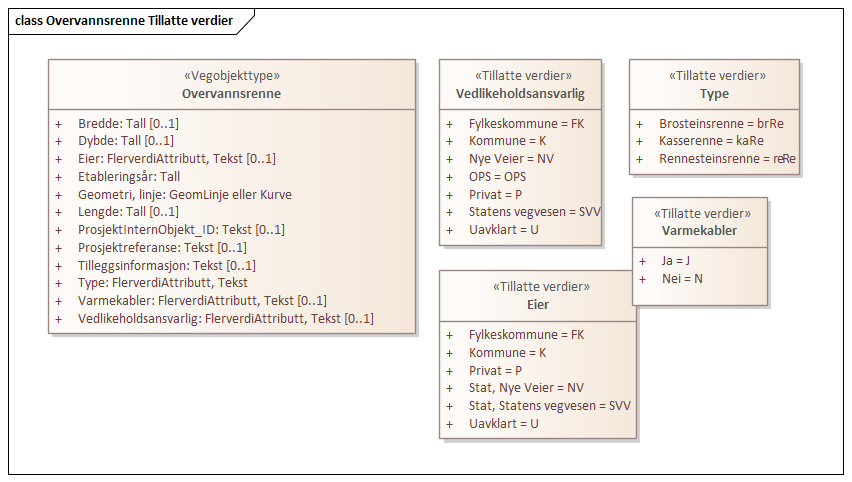 class Overvannsrenne Tillatte verdier
«Vegobjekttype»
Overvannsrenne
+ Bredde: Tall [0..1]
+ Dybde: Tall [0..1]
+ Eier: FlerverdiAttributt, Tekst [0..1]
+ Etableringsår: Tall
+ Geometri, linje: GeomLinje eller Kurve
+ Lengde: Tall [0..1]
+ ProsjektInternObjekt_ID: Tekst [0..1]
+ Prosjektreferanse: Tekst [0..1]
+ Tilleggsinformasjon: Tekst [0..1]
+ Type: FlerverdiAttributt, Tekst
+ Varmekabler: FlerverdiAttributt, Tekst [0..1]
+ Vedlikeholdsansvarlig: FlerverdiAttributt, Tekst [0..1]
«Tillatte verdier»
Vedlikeholdsansvarlig
+ Fylkeskommune = FK
+ Kommune = K
+ Nye Veier = NV
+ OPS = OPS
+ Privat = P
+ Statens vegvesen = SVV
+ Uavklart = U
«Tillatte verdier»
Type
+ Brosteinsrenne = brRe
+ Kasserenne = kaRe
+ Rennesteinsrenne = reRe
«Tillatte verdier»
Varmekabler
+ Ja = J
+ Nei = N
«Tillatte verdier»
Eier
+ Fylkeskommune = FK
+ Kommune = K
+ Privat = P
+ Stat, Nye Veier = NV
+ Stat, Statens vegvesen = SVV
+ Uavklart = U